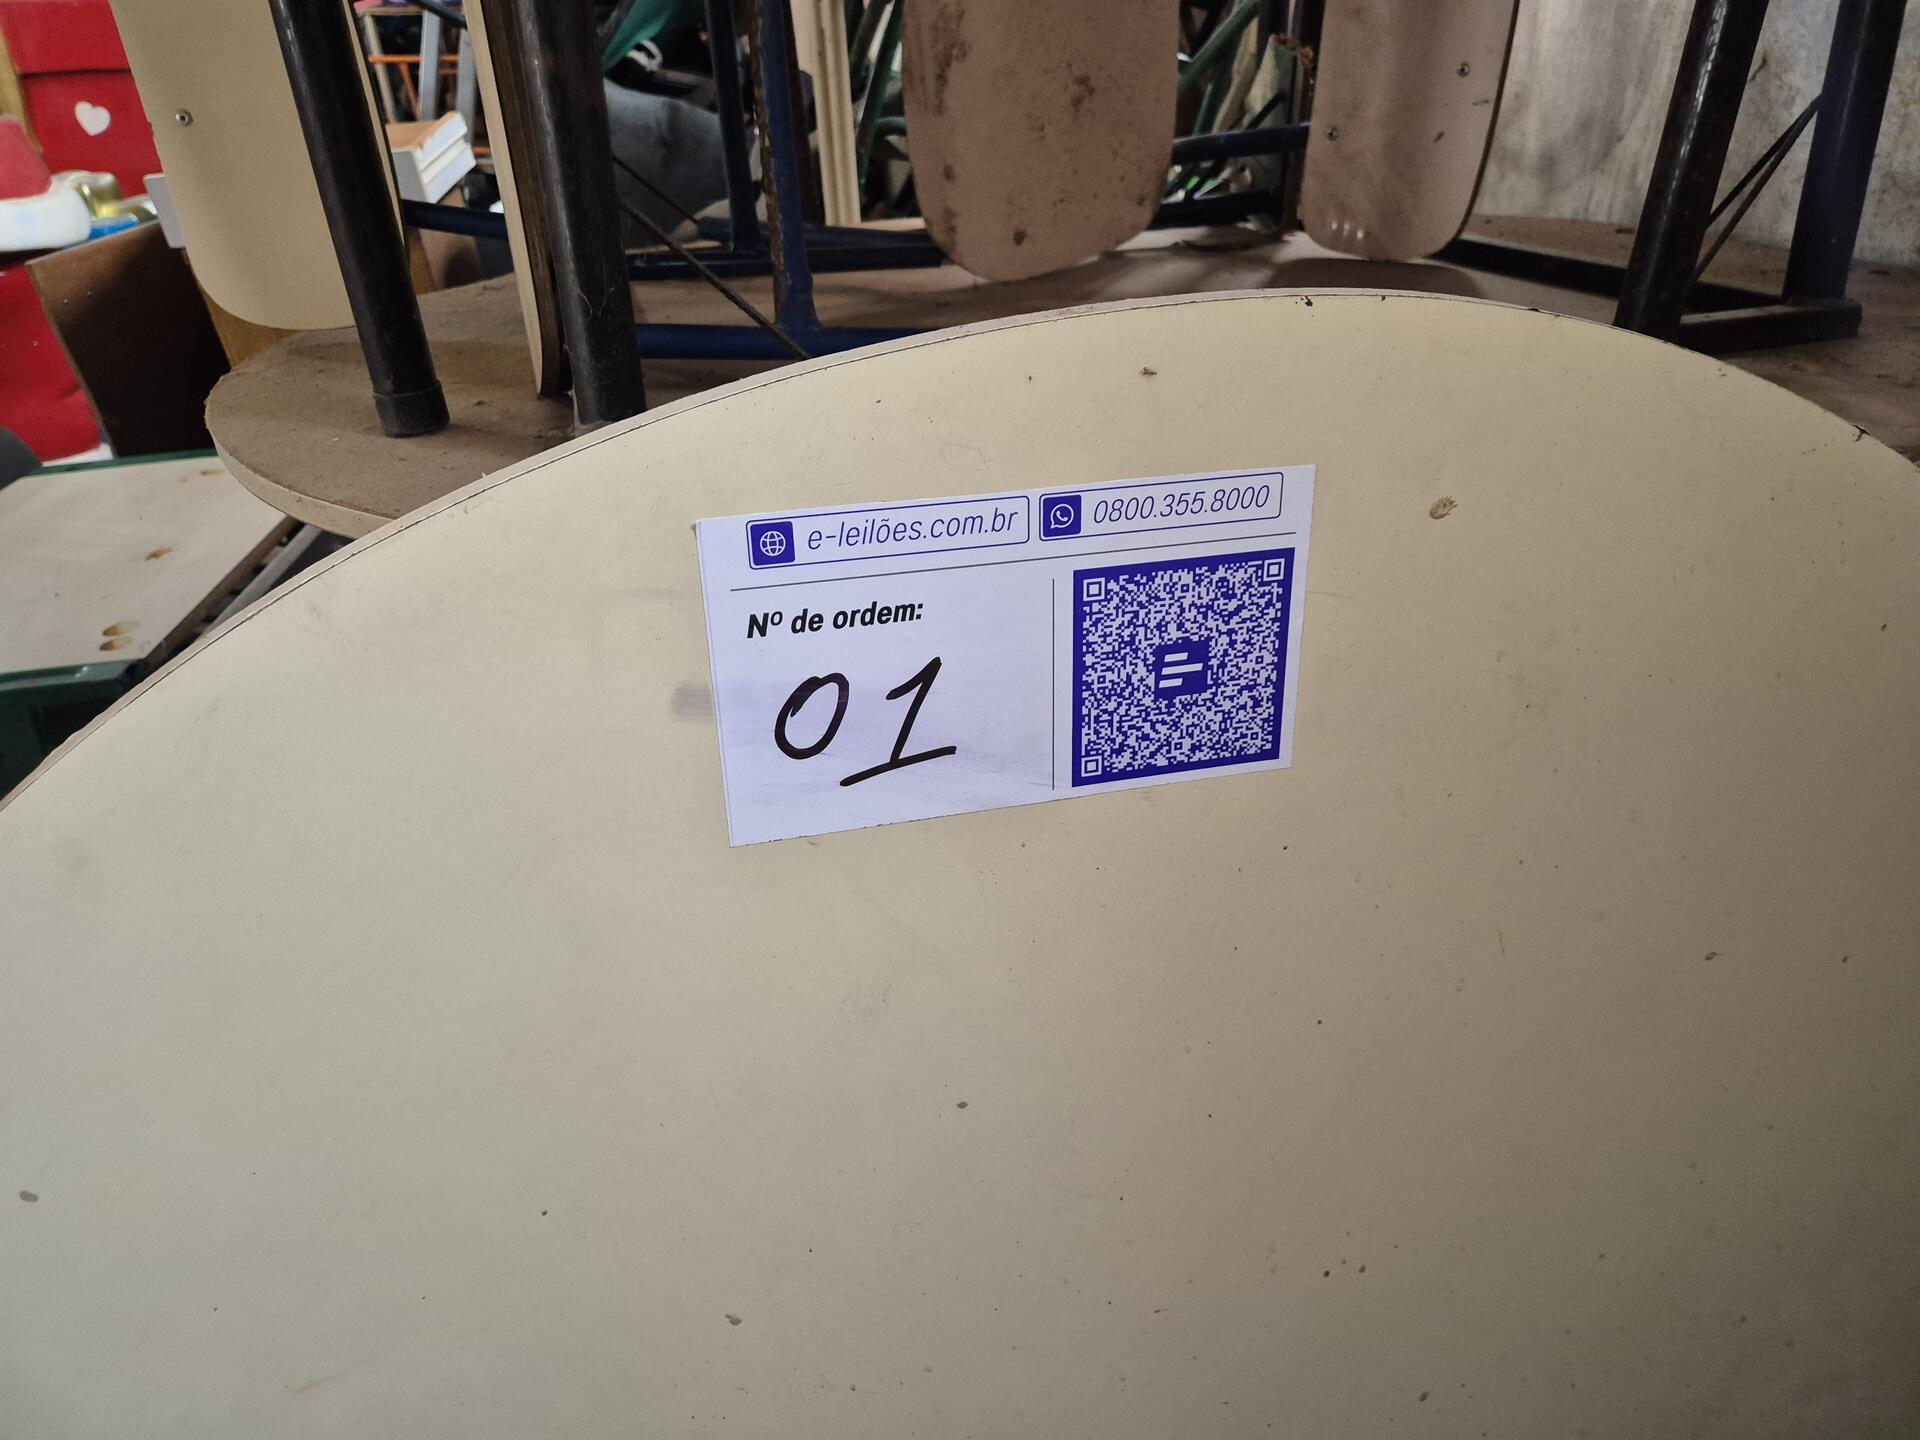 e-leilões.com.br 0800.355.8000
Nº de ordem:
01